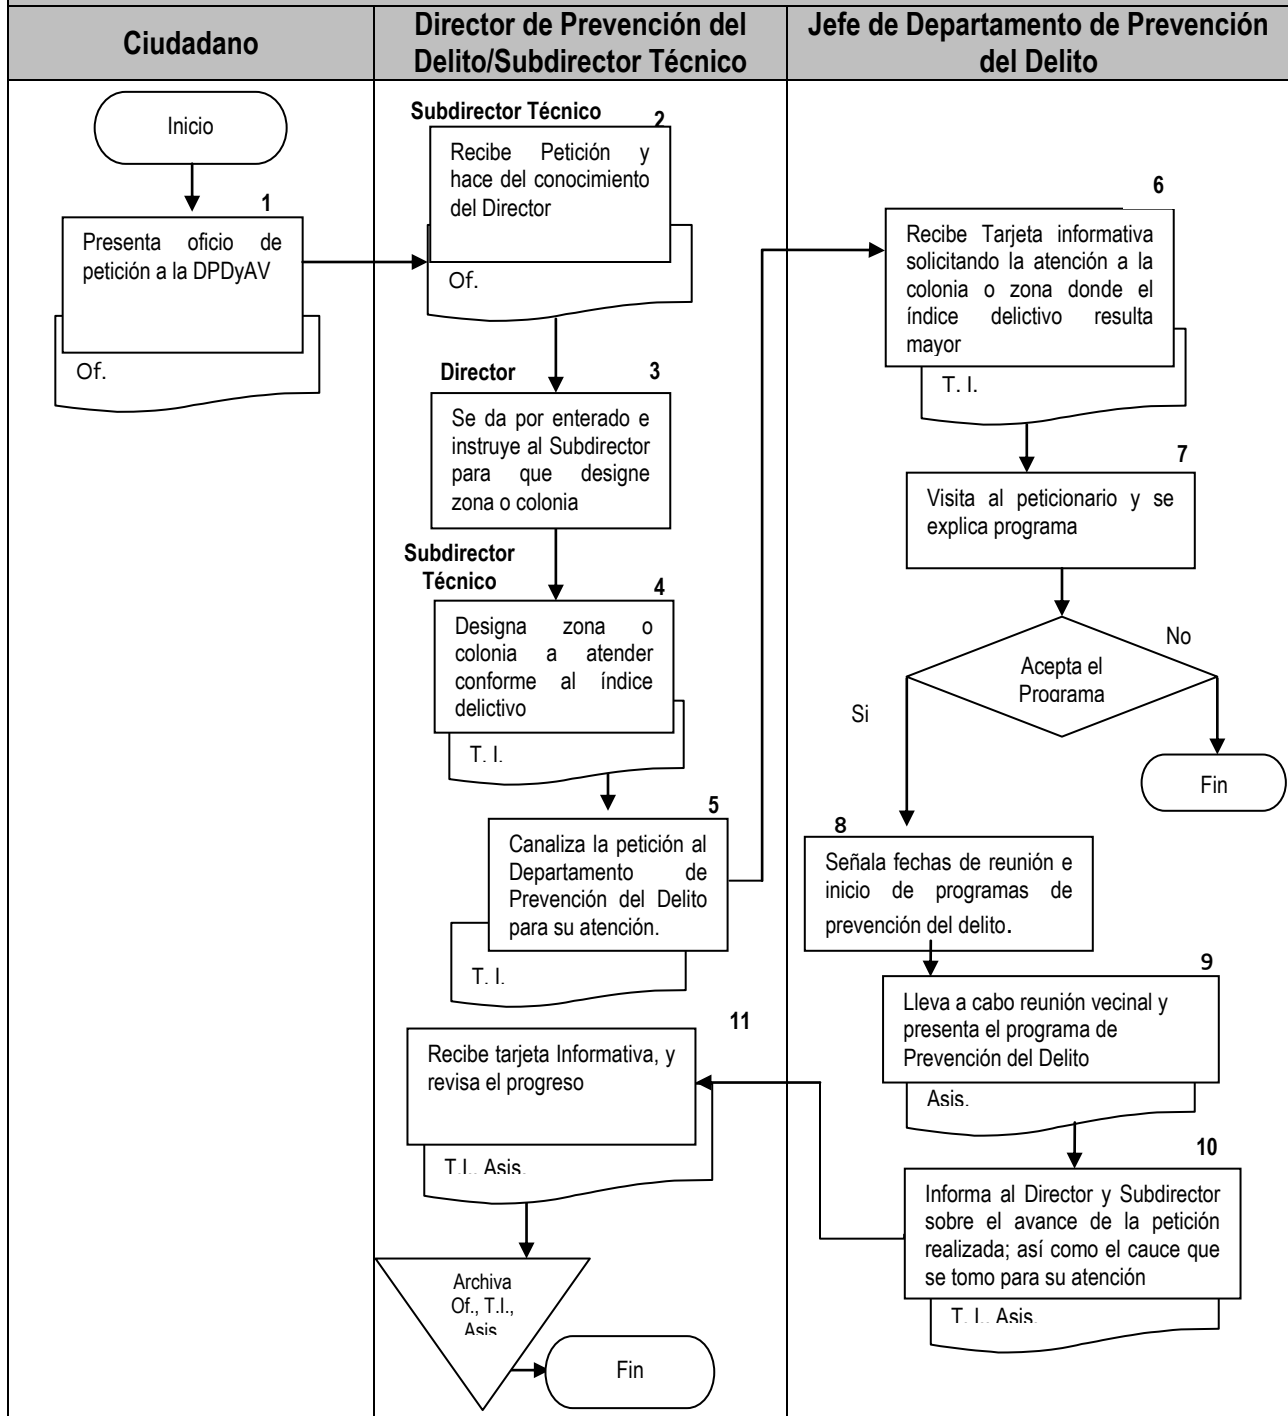 Ciudadano
Director de Prevención del
Delito/Subdirector Técnico
Jefe de Departamento de Prevención
del Delito
Inicio
1
Presenta oficio de
petición a la DPDyAV
Of.
Subdirector Técnico
2
Recibe Petición y
hace del conocimiento
del Director
Of.
Director
3
Se da por enterado e
instruye al Subdirector
para que designe
zona o colonia
Subdirector
Técnico
4
Designa zona o
colonia a atender
conforme al índice
delictivo
T. I.
5
Canaliza la petición al
Departamento de
Prevención del Delito
para su atención.
T. I.
6
Recibe Tarjeta informativa
solicitando la atención a la
colonia o zona donde el
índice delictivo resulta
mayor
T. I.
7
Visita al peticionario y se
explica programa
Acepta el
Programa
No
Si
Fin
8
Señala fechas de reunión e
inicio de programas de
prevención del delito.
9
Lleva a cabo reunión vecinal y
presenta el programa de
Prevención del Delito
Asis.
10
Informa al Director y Subdirector
sobre el avance de la petición
realizada; así como el cauce que
se tomo para su atención
T. I., Asis.
11
Recibe tarjeta Informativa, y
revisa el progreso
T.I., Asis.
Archiva
Of., T.I.,
Asis
Fin